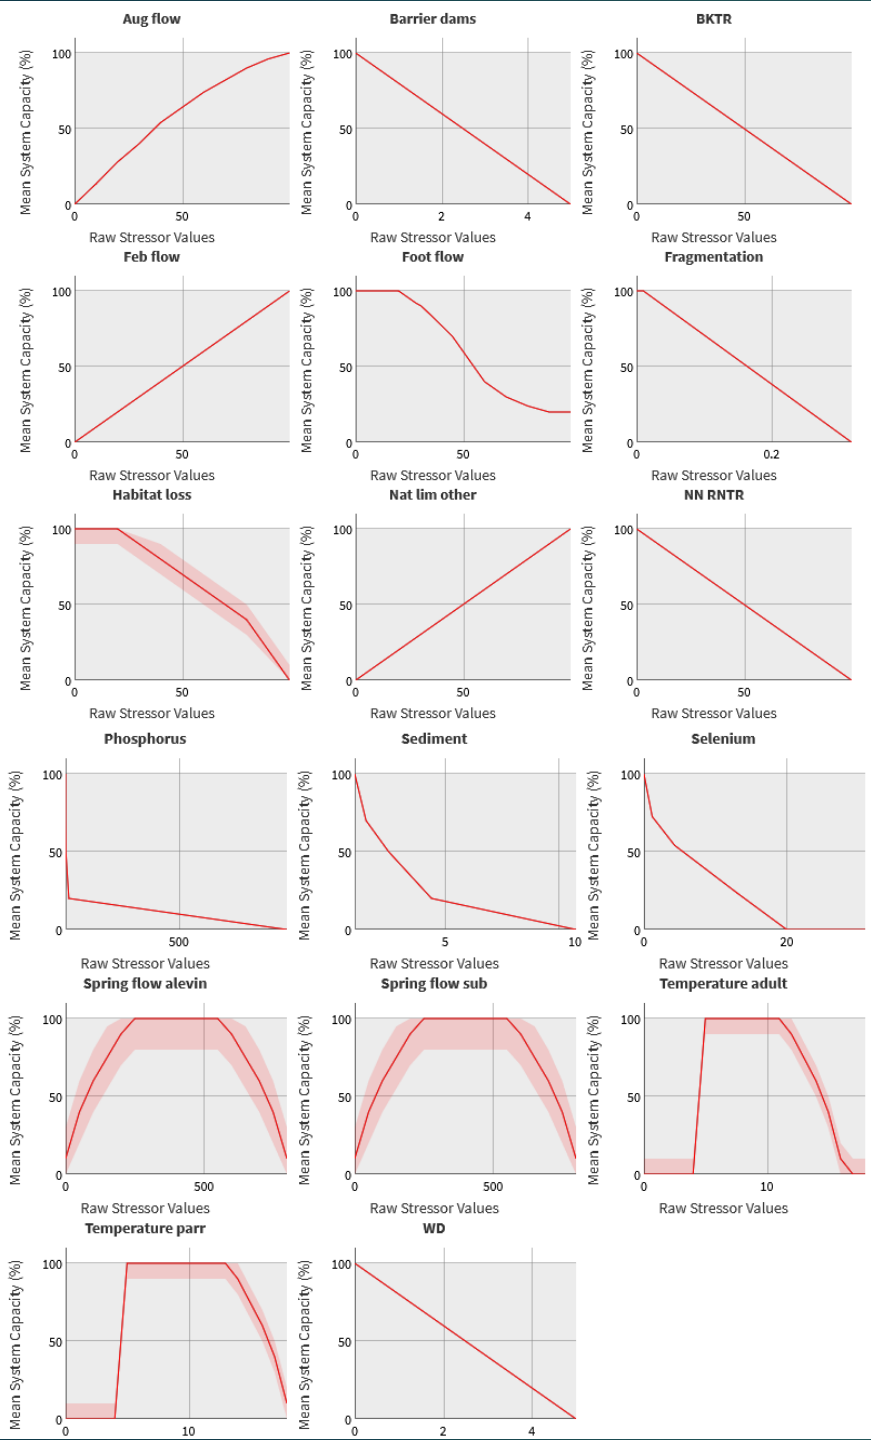 Aug flow
Barrier dams
BKTR
Mean System Capacity (%)
100
50
0
0
50
Raw Stressor Values
Mean System Capacity (%)
100
50
0
0
2
4
Raw Stressor Values
Mean System Capacity (%)
100
50
0
0
50
Raw Stressor Values
Feb flow
Foot flow
Fragmentation
Mean System Capacity (%)
100
50
0
0
50
Raw Stressor Values
Mean System Capacity (%)
100
50
0
0
50
Raw Stressor Values
Mean System Capacity (%)
100
50
0
0
0.2
Raw Stressor Values
Habitat loss
Nat lim other
NN RNTR
Mean System Capacity (%)
100
50
0
0
50
Raw Stressor Values
Mean System Capacity (%)
100
50
0
0
50
Raw Stressor Values
Mean System Capacity (%)
100
50
0
0
50
Raw Stressor Values
Phosphorus
Sediment
Selenium
Mean System Capacity (%)
100
50
0
500
Raw Stressor Values
Mean System Capacity (%)
100
50
0
5
10
Raw Stressor Values
Mean System Capacity (%)
100
50
0
0
20
Raw Stressor Values
Spring flow alevin
Spring flow sub
Temperature adult
Mean System Capacity (%)
100
50
0
0
500
Raw Stressor Values
Mean System Capacity (%)
100
50
0
0
500
Raw Stressor Values
Mean System Capacity (%)
100
50
0
0
10
Raw Stressor Values
Temperature parr
WD
Mean System Capacity (%)
100
50
0
0
10
Mean System Capacity (%)
100
50
0
0
2
4